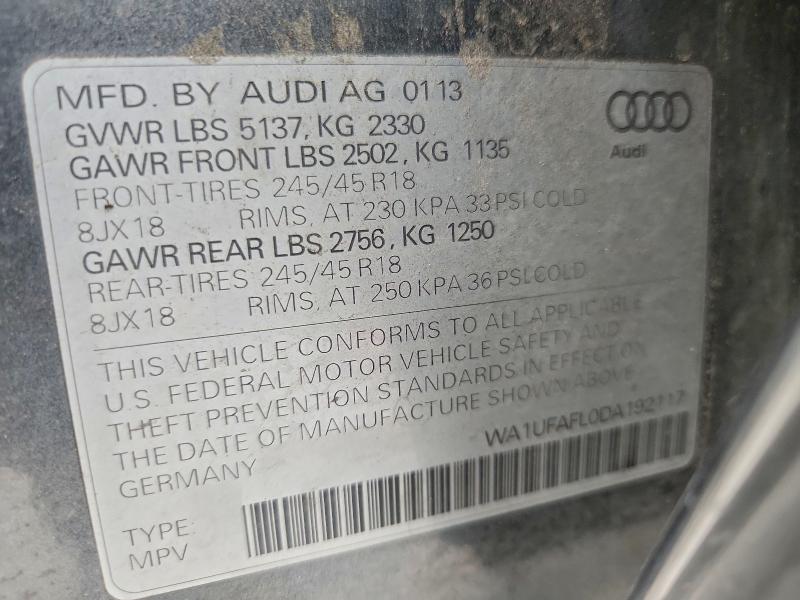 MFD. BY AUDI AG 01 13
GVWR LBS 5137, KG 2330
GAWR FRONT LBS 2502, KG 1135
FRONT-TIRES 245/45 R18
8JX18 RIMS, AT 230 KPA 33 PSI COLD
GAWR REAR LBS 2756, KG 1250
REAR-TIRES 245/45 R18
8JX18 RIMS, AT 250 KPA 36 PSI COLD
THIS VEHICLE CONFORMS TO ALL APPLICABLE
U.S. FEDERAL MOTOR VEHICLE SAFETY AND
THEFT PREVENTION STANDARDS IN EFFECT ON
THE DATE OF MANUFACTURE SHOWN ABOVE.
GERMANY
WA1UFAFL0DA192117
TYPE:
MPV
Audi